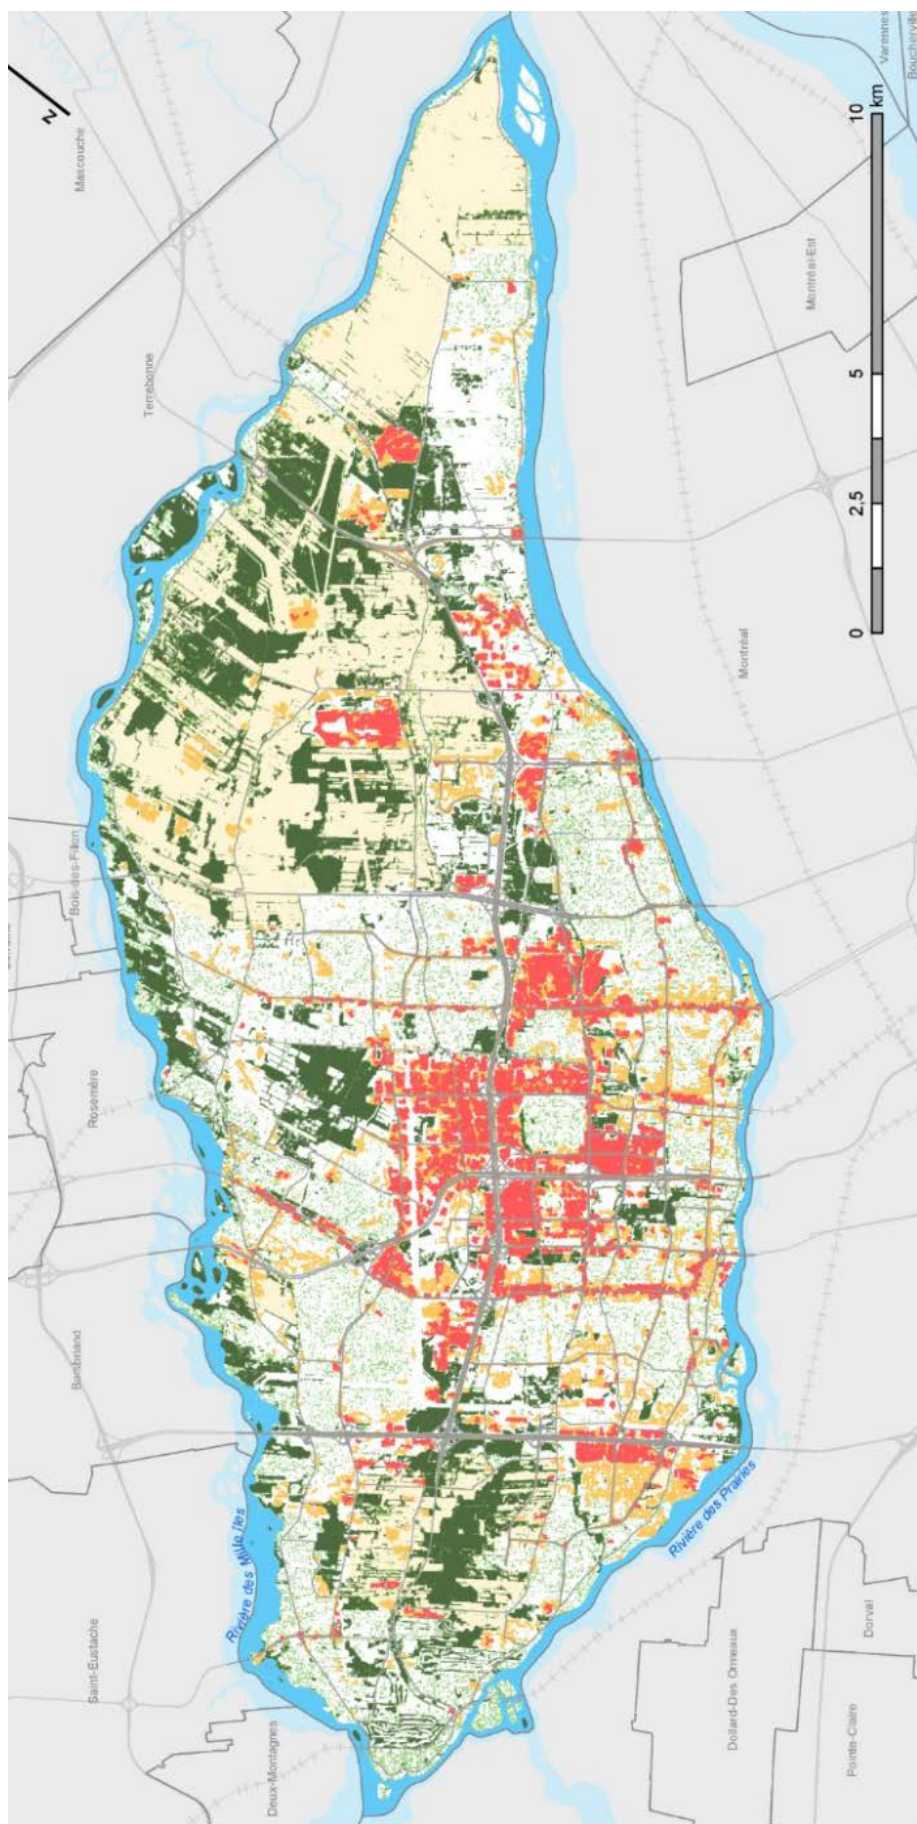 N
Varennes
Boucherville
Mascouche
Terrebonne
Montréal-Est
10
km
5
2,5
0
Montréal
Bois-des-Filion
Rosemère
Boisbriand
Saint-Eustache
Deux-Montagnes
Rivière des Mille Îles
Rivière des Prairies
Dollard-Des Ormeaux
Dorval
Pointe-Claire